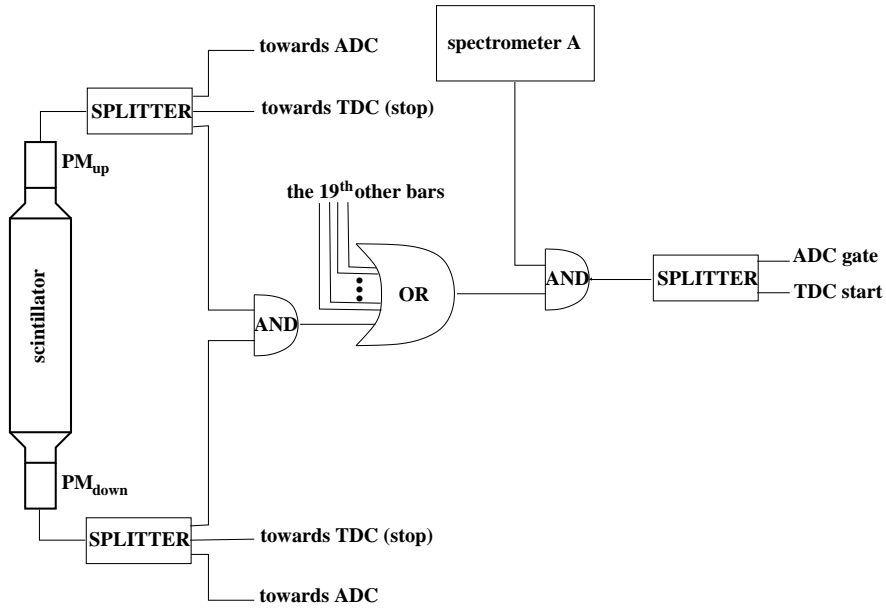 towards ADC
spectrometer A
SPLITTER
towards TDC (stop)
PMup
the 19th other bars
ADC gate
scintillator
OR
AND
SPLITTER
TDC start
AND
PMdown
SPLITTER
towards TDC (stop)
towards ADC